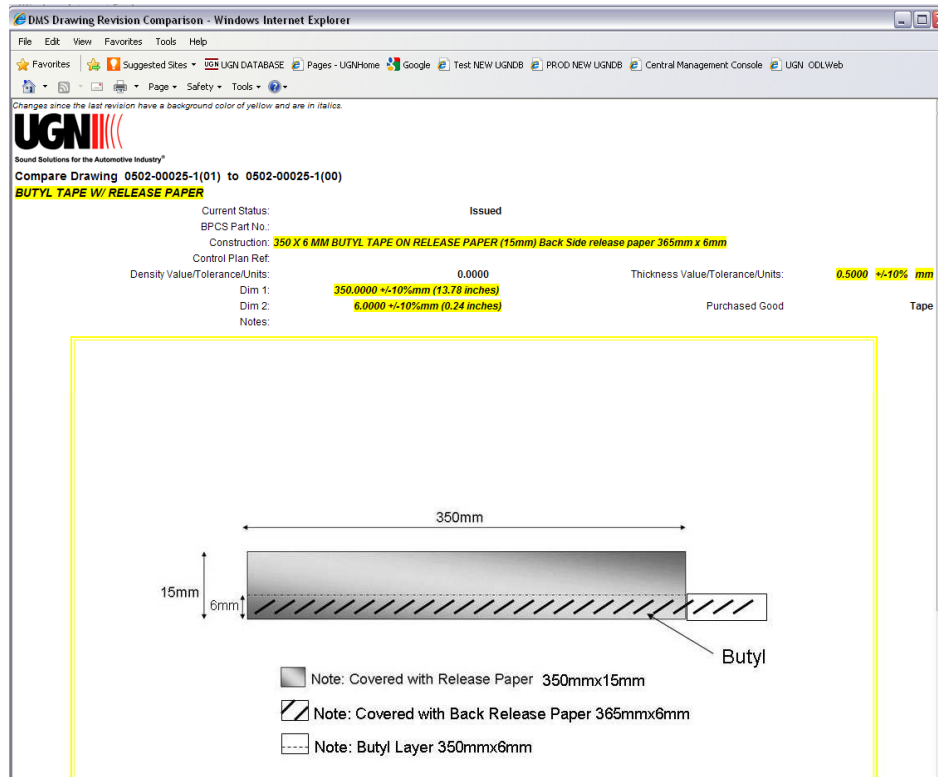 DMS Drawing Revision Comparison - Windows Internet Explorer
File Edit View Favorites Tools Help
Favorites Suggested Sites UGN UGN DATABASE Pages - UGNHome Google Test NEW UGNDB PROD NEW UGNDB Central Management Console UGN ODLWeb
Page Safety Tools
Changes since the last revision have a background color of yellow and are in italics.
UGN
Sound Solutions for the Automotive Industry®
Compare Drawing 0502-00025-1(01) to 0502-00025-1(00)
BUTYL TAPE W/ RELEASE PAPER
Current Status: Issued
BPCS Part No.:
Construction: 350 X 6 MM BUTYL TAPE ON RELEASE PAPER (15mm) Back Side release paper 365mm x 6mm
Control Plan Ref:
Density Value/Tolerance/Units: 0.0000 Thickness Value/Tolerance/Units: 0.5000 +/-10% mm
Dim 1: 350.0000 +/-10%mm (13.78 inches)
Dim 2: 6.0000 +/-10%mm (0.24 inches) Purchased Good Tape
Notes:
350mm
15mm
6mm
Butyl
Note: Covered with Release Paper 350mmx15mm
Note: Covered with Back Release Paper 365mmx6mm
Note: Butyl Layer 350mmx6mm